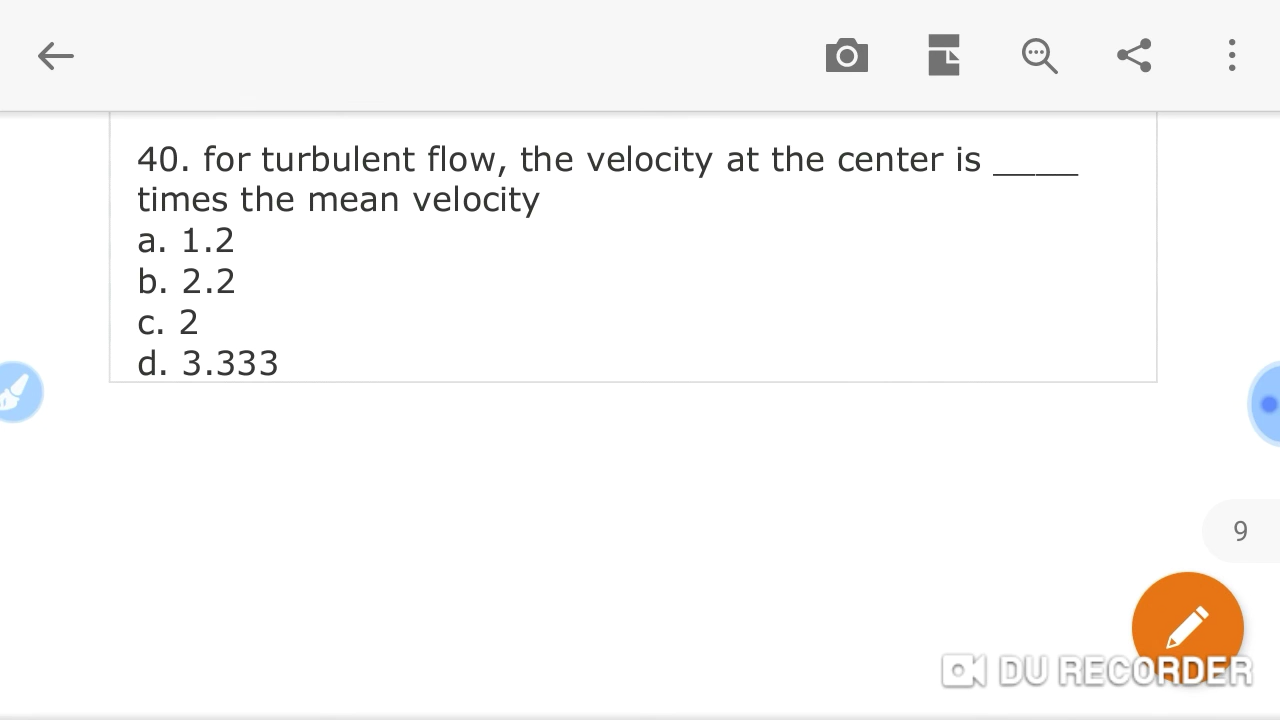 40. for turbulent flow, the velocity at the center is _____
times the mean velocity
a. 1.2
b. 2.2
c. 2
d. 3.333
9
DU RECORDER